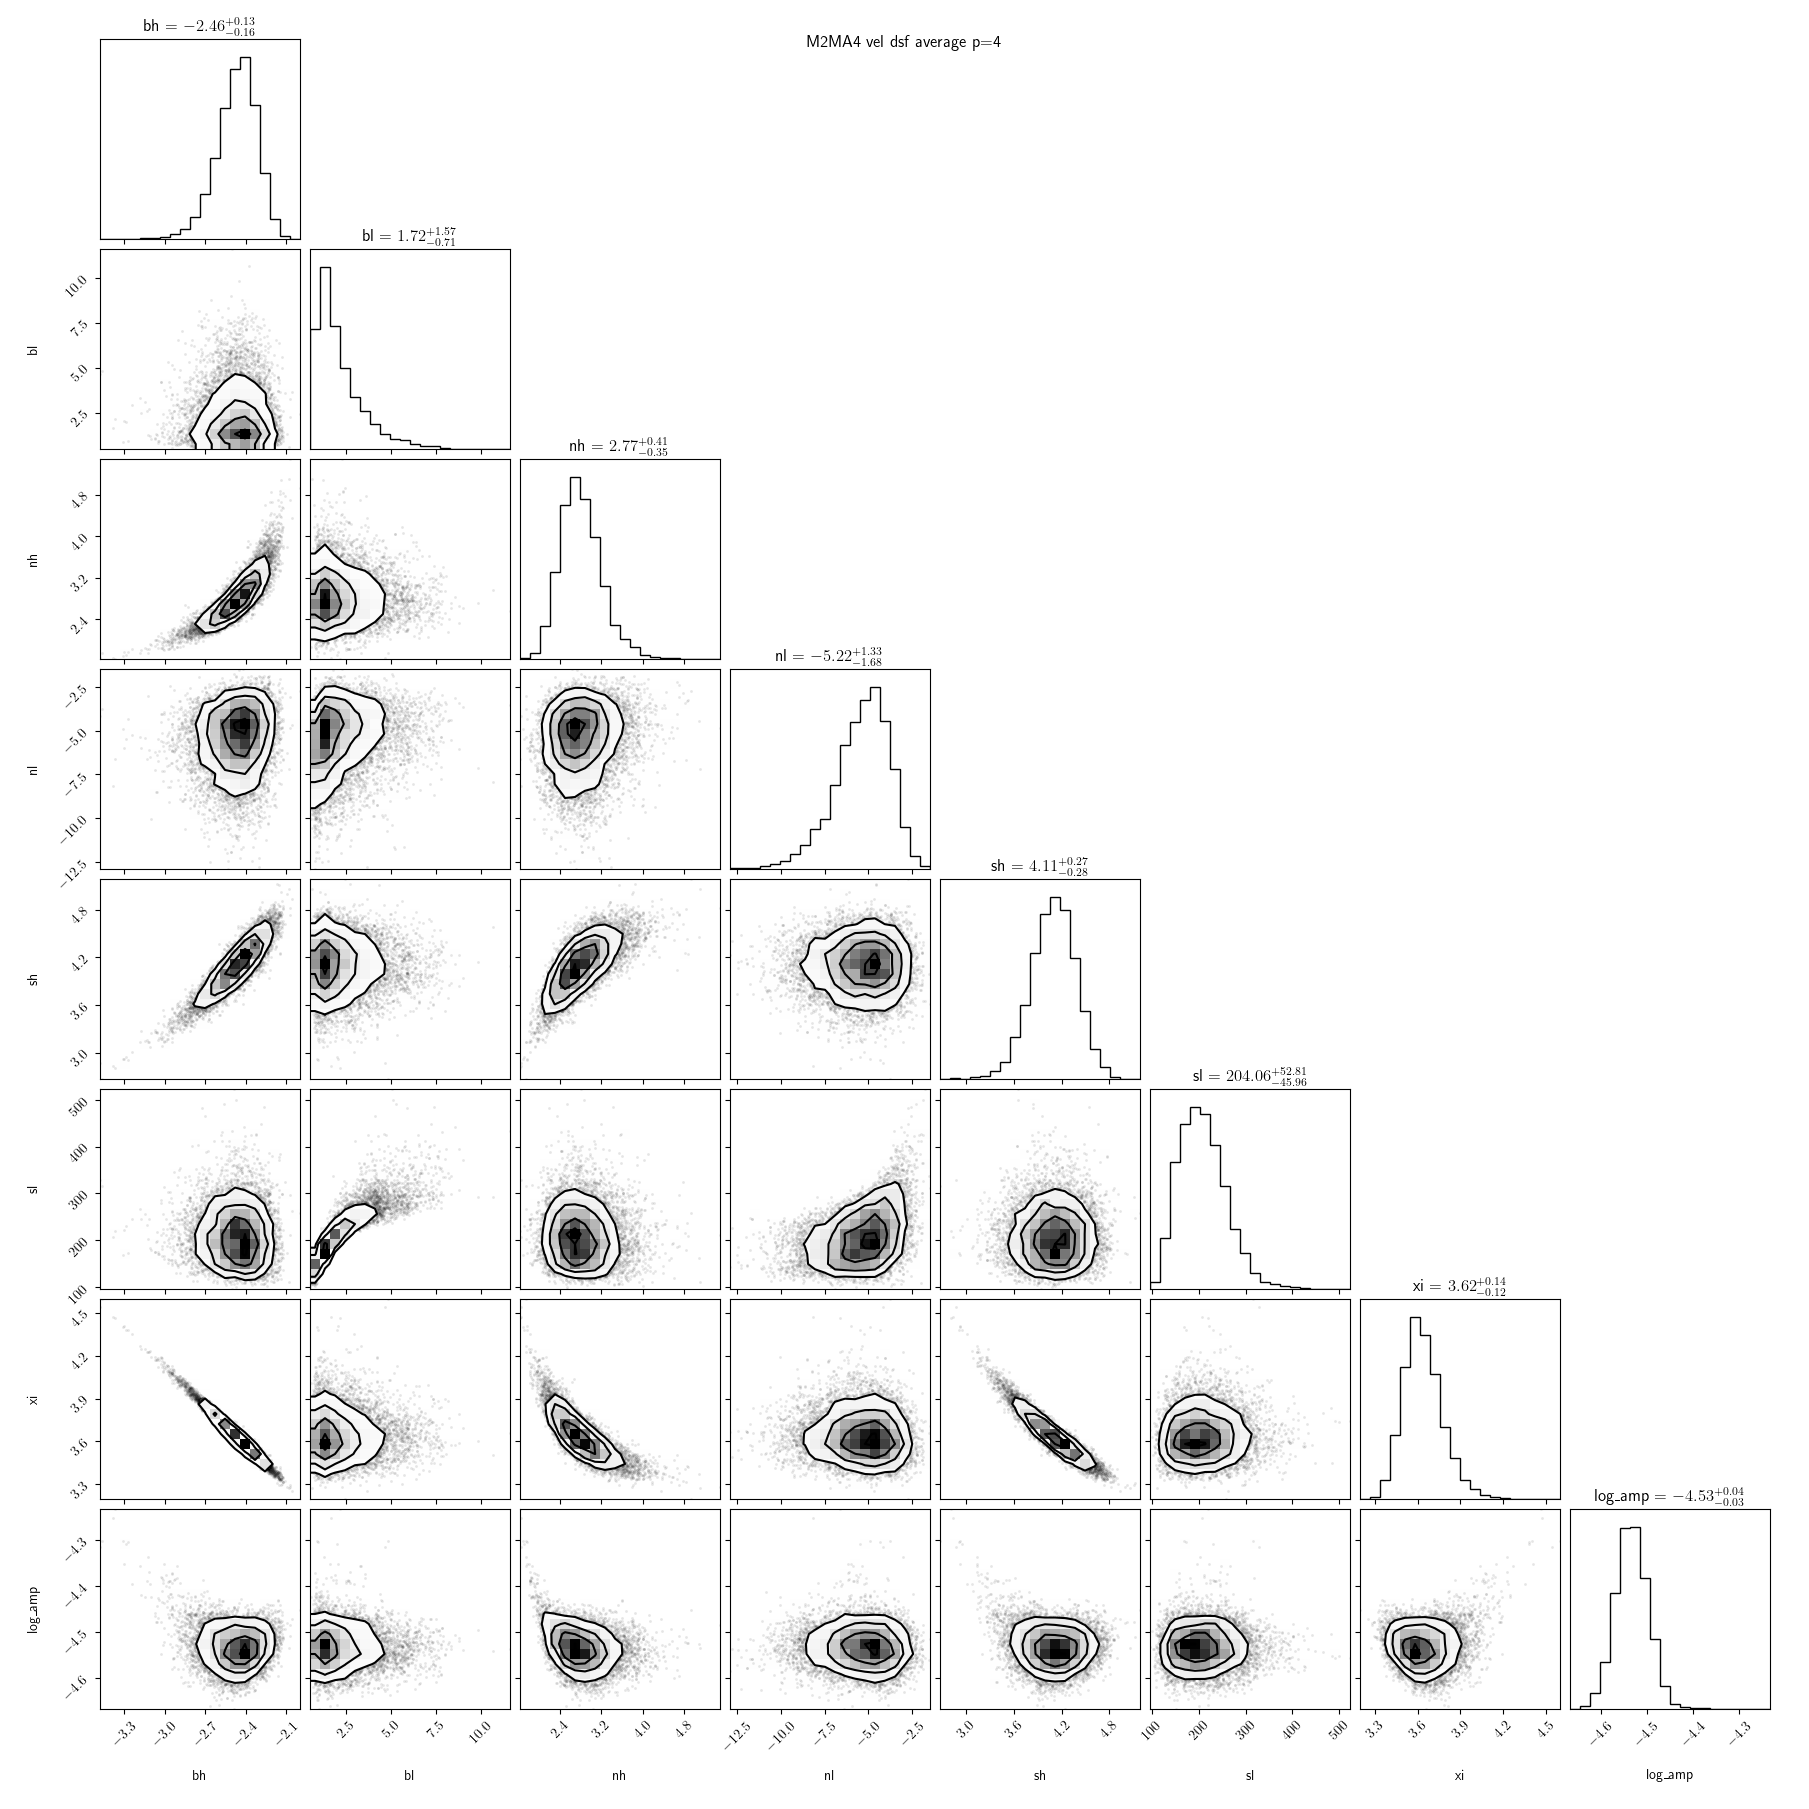 M2MA4 vel dsf average p=4
bh = −2.46+0.13−0.16
bl = 1.72+1.57−0.71
10.0
7.5
5.0
2.5
bl
nh = 2.77+0.41−0.35
4.8
4.0
3.2
2.4
nh
nl = −5.22+1.33−1.68
−2.5
−5.0
−7.5
−10.0
−12.5
nl
sh = 4.11+0.27−0.28
4.8
4.2
3.6
3.0
sh
sl = 204.06+52.81−45.96
500
400
300
200
100
sl
xi = 3.62+0.14−0.12
4.5
4.2
3.9
3.6
3.3
xi
log_amp = −4.53+0.04−0.03
−4.3
−4.4
−4.5
−4.6
log_amp
−3.3 −3.0 −2.7 −2.4 −2.1 2.5 5.0 7.5 10.0 2.4 3.2 4.0 4.8 −12.5 −10.0 −7.5 −5.0 −2.5 3.0 3.6 4.2 4.8 100 200 300 400 500 3.3 3.6 3.9 4.2 4.5 −4.6 −4.5 −4.4 −4.3
bh bl nh nl sh sl xi log_amp